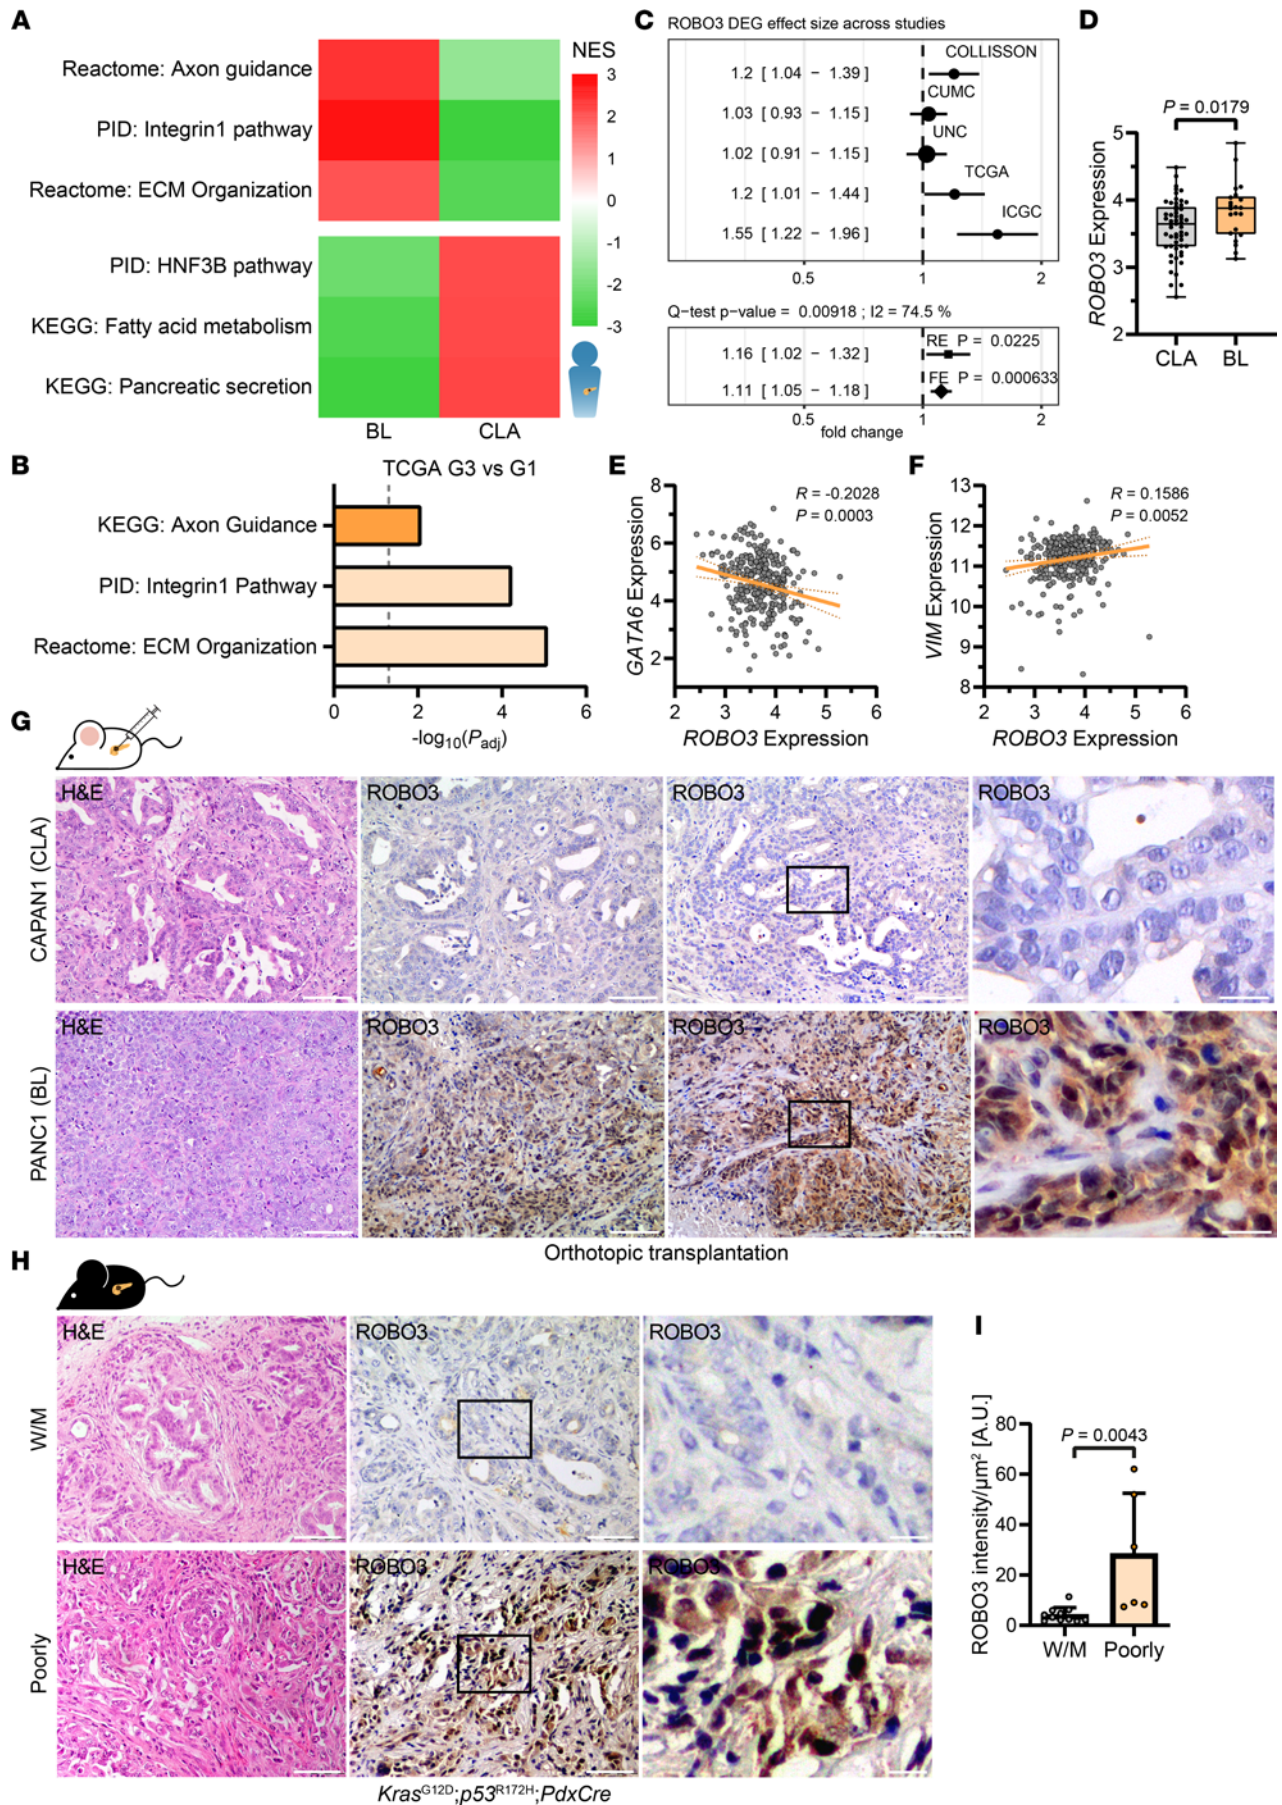 A
Reactome: Axon guidance
PID: Integrin1 pathway
Reactome: ECM Organization
PID: HNF3B pathway
KEGG: Fatty acid metabolism
KEGG: Pancreatic secretion
BL
CLA
NES
3
2
1
0
-1
-2
-3
B
TCGA G3 vs G1
KEGG: Axon Guidance
PID: Integrin1 Pathway
Reactome: ECM Organization
0 2 4 6
-log10(Padj)
C
ROBO3 DEG effect size across studies
COLLISSON
1.2 [ 1.04 − 1.39 ]
CUMC
1.03 [ 0.93 − 1.15 ]
UNC
1.02 [ 0.91 − 1.15 ]
TCGA
1.2 [ 1.01 − 1.44 ]
ICGC
1.55 [ 1.22 − 1.96 ]
0.5 1 2
Q−test p−value = 0.00918 ; I2 = 74.5 %
RE P = 0.0225
1.16 [ 1.02 − 1.32 ]
FE P = 0.000633
1.11 [ 1.05 − 1.18 ]
0.5 1 2
fold change
D
P = 0.0179
ROBO3 Expression
5
4
3
2
CLA BL
E
R = -0.2028
P = 0.0003
GATA6 Expression
8
6
4
2
2 3 4 5 6
ROBO3 Expression
F
R = 0.1586
P = 0.0052
VIM Expression
13
12
11
10
9
8
2 3 4 5 6
ROBO3 Expression
G
CAPAN1 (CLA)
H&E
ROBO3
ROBO3
ROBO3
PANC1 (BL)
H&E
ROBO3
ROBO3
ROBO3
Orthotopic transplantation
H
W/M
H&E
ROBO3
ROBO3
Poorly
H&E
ROBO3
ROBO3
KrasG12D;p53R172H;PdxCre
I
P = 0.0043
ROBO3 intensity/µm² [A.U.]
80
60
40
20
0
W/M Poorly